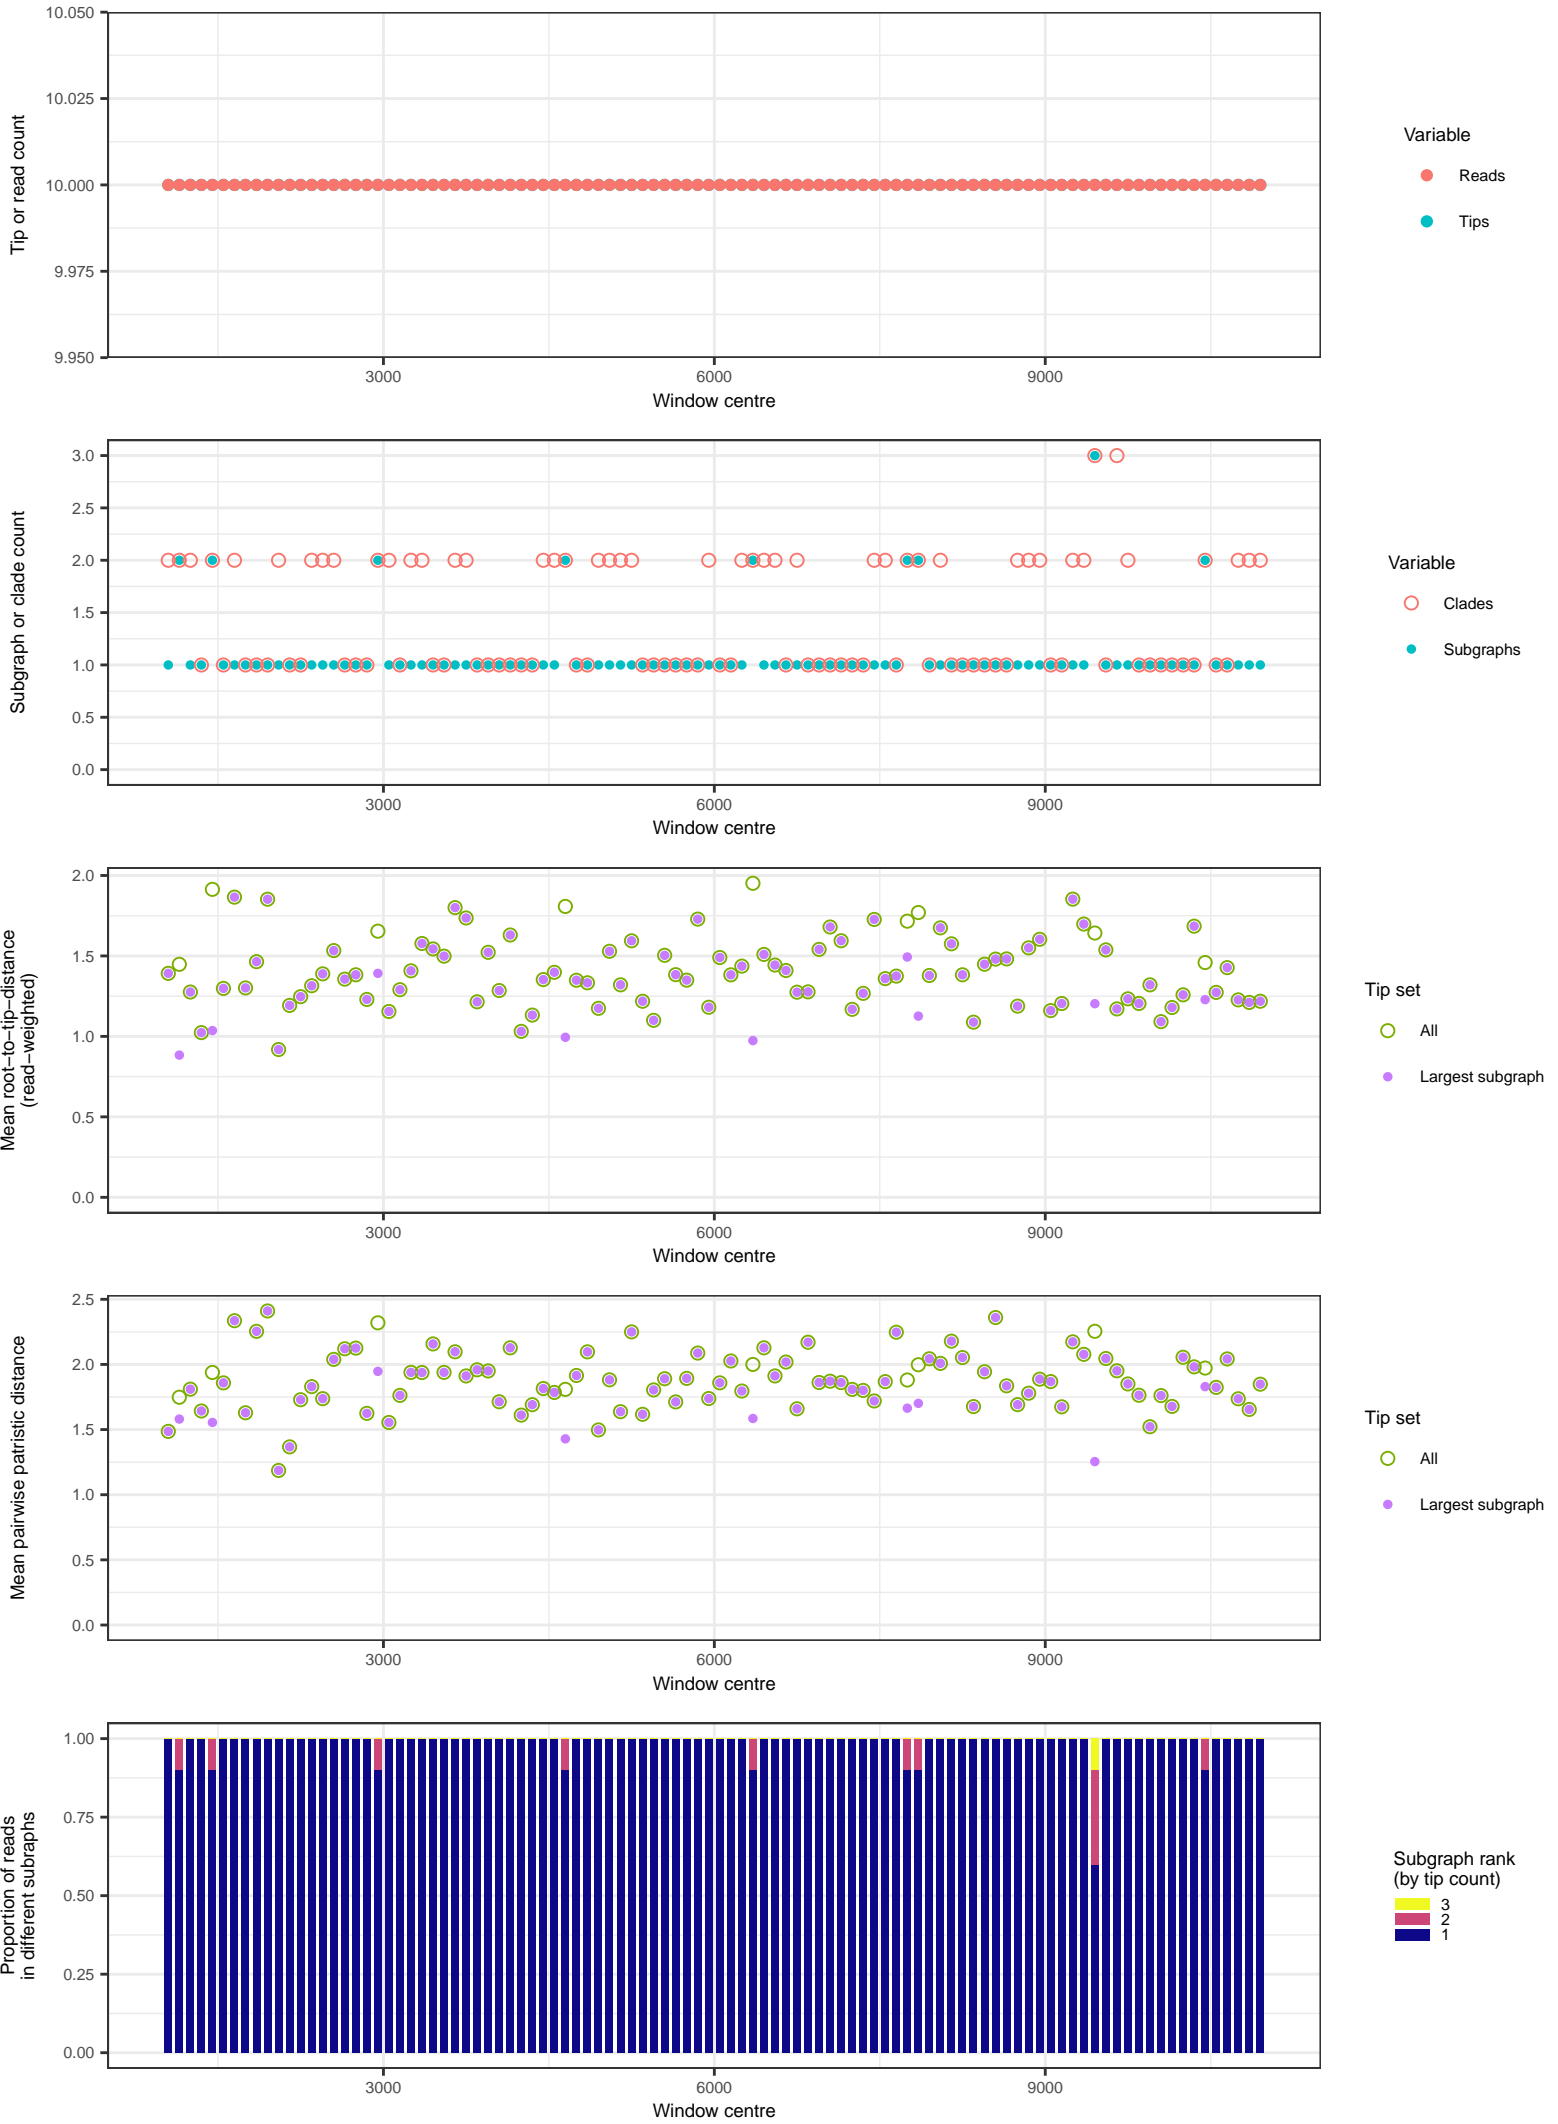 10.050
10.025
10.000
9.975
9.950
Tip or read count
3000 6000 9000
Window centre
Variable
Reads
Tips
3.0
2.5
2.0
1.5
1.0
0.5
0.0
Subgraph or clade count
3000 6000 9000
Window centre
Variable
Clades
Subgraphs
2.0
1.5
1.0
0.5
0.0
Mean root−to−tip−distance
(read−weighted)
3000 6000 9000
Window centre
Tip set
All
Largest subgraph
2.5
2.0
1.5
1.0
0.5
0.0
Mean pairwise patristic distance
3000 6000 9000
Window centre
Tip set
All
Largest subgraph
1.00
0.75
0.50
0.25
0.00
Proportion of reads
in different subraphs
3000 6000 9000
Window centre
Subgraph rank
(by tip count)
3
2
1